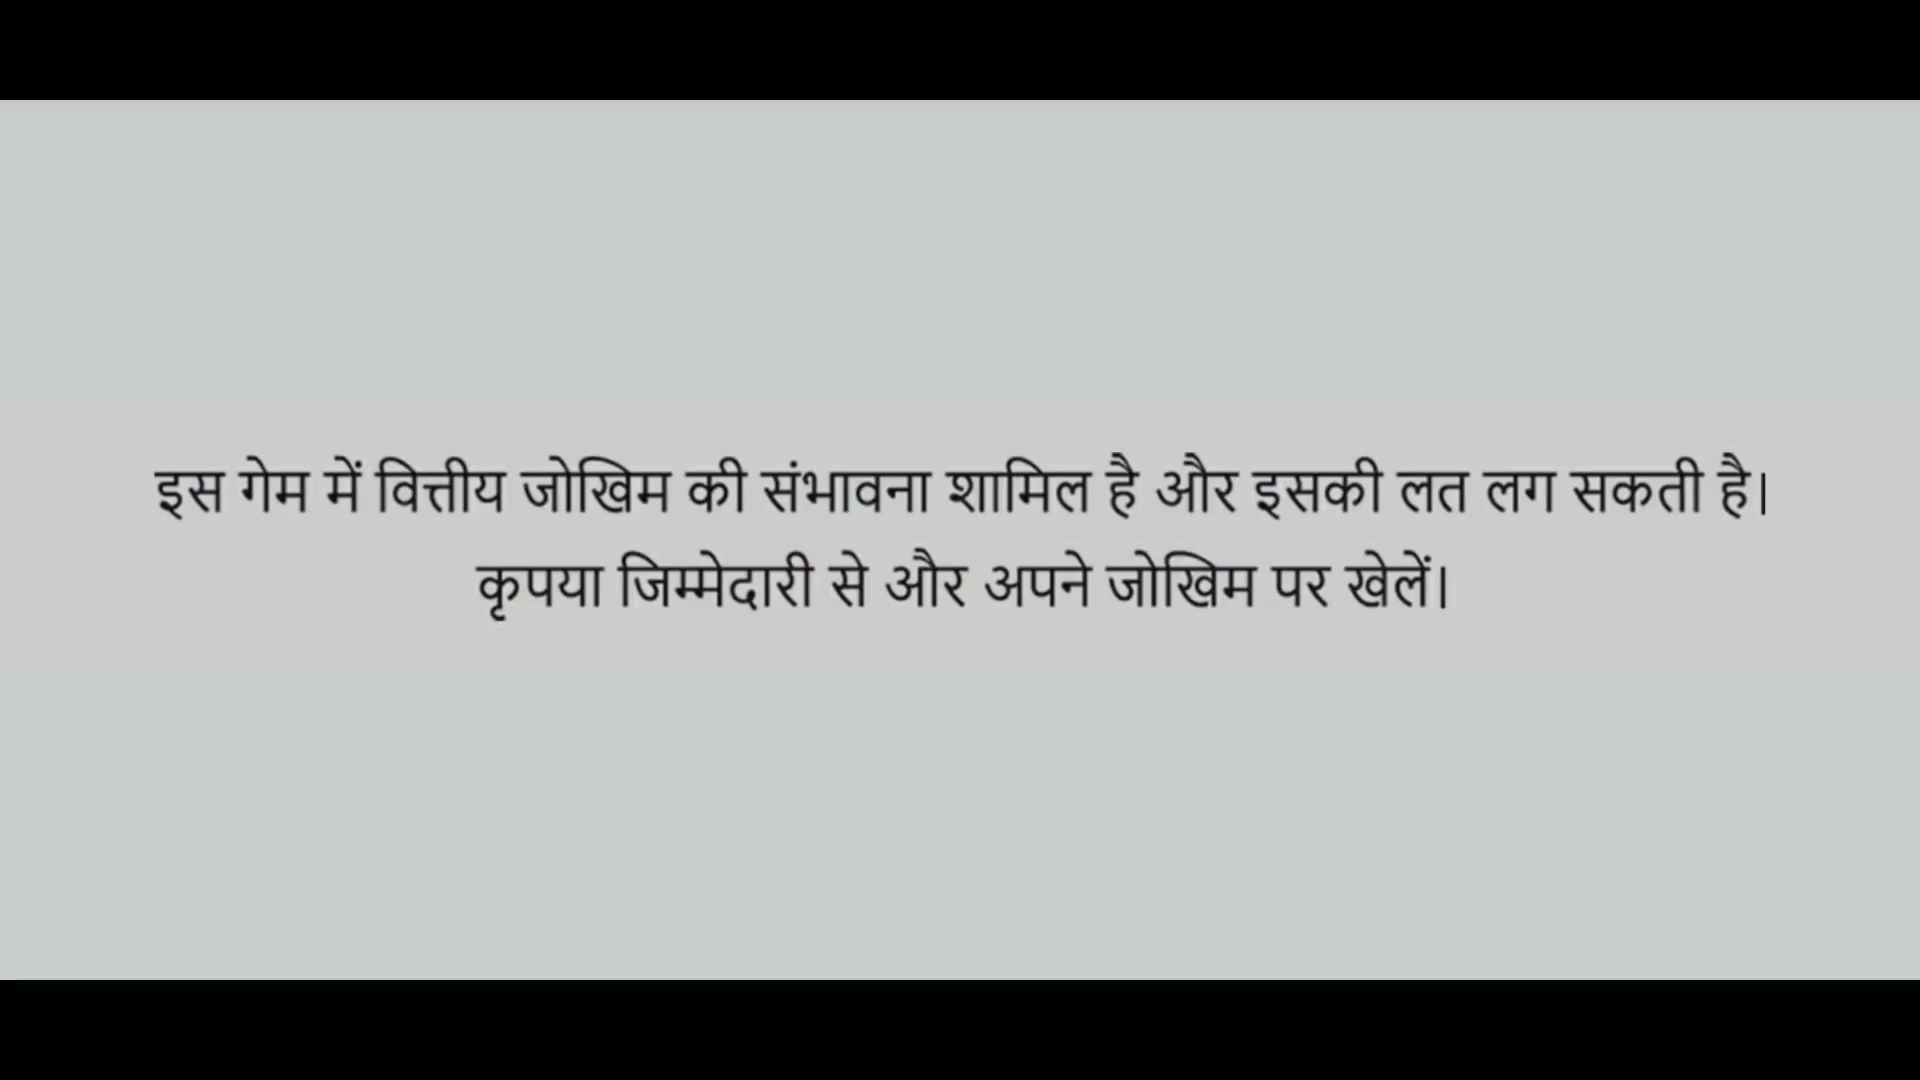 इस गेम में वित्तीय जोखिम की संभावना शामिल है और इसकी लत लग सकती है।
कृपया जिम्मेदारी से और अपने जोखिम पर खेलें।